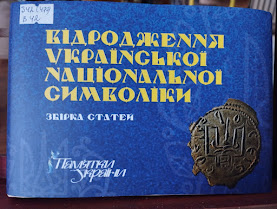 ВІДРОДЖЕННЯ
УКРАЇНСЬКОЇ
НАЦІОНАЛЬНОЇ
СИМВОЛІКИ
ЗБІРКА СТАТЕЙ
Пам'ятки
України